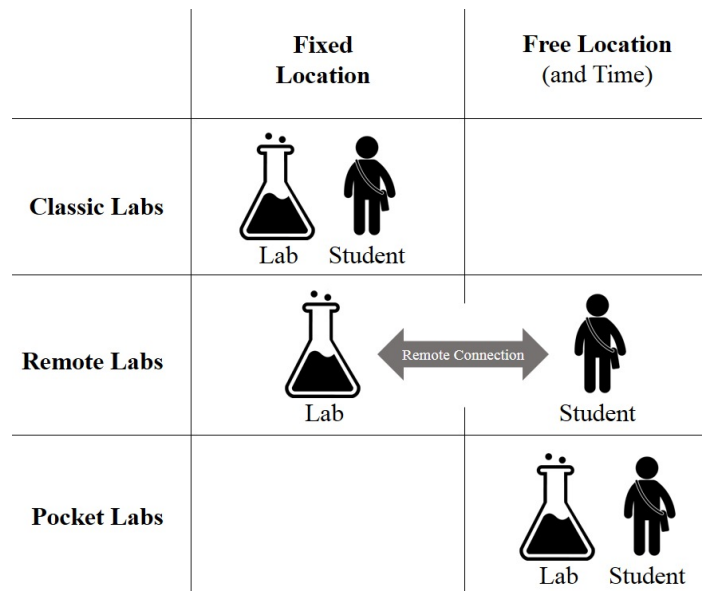 Fixed
Location
Free Location
(and Time)
Classic Labs
Lab
Student
Remote Labs
Remote Connection
Lab
Student
Pocket Labs
Lab
Student